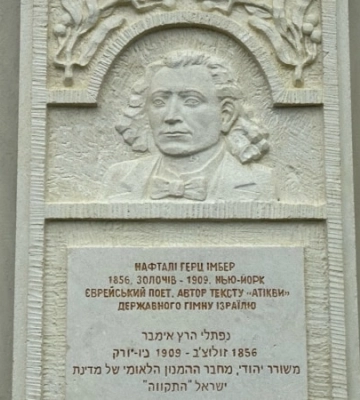 НАФТАЛІ ГЕРЦ ІМБЕР
1856, ЗОЛОЧІВ - 1909, НЬЮ-ЙОРК
ЄВРЕЙСЬКИЙ ПОЕТ, АВТОР ТЕКСТУ «АТІКВИ»
ДЕРЖАВНОГО ГІМНУ ІЗРАЇЛЮ
נפתלי הרץ אימבר
1856 זולוצ'ב - 1909 ניו-יורק
משורר יהודי, מחבר ההמנון הלאומי של מדינת
ישראל "התקווה"